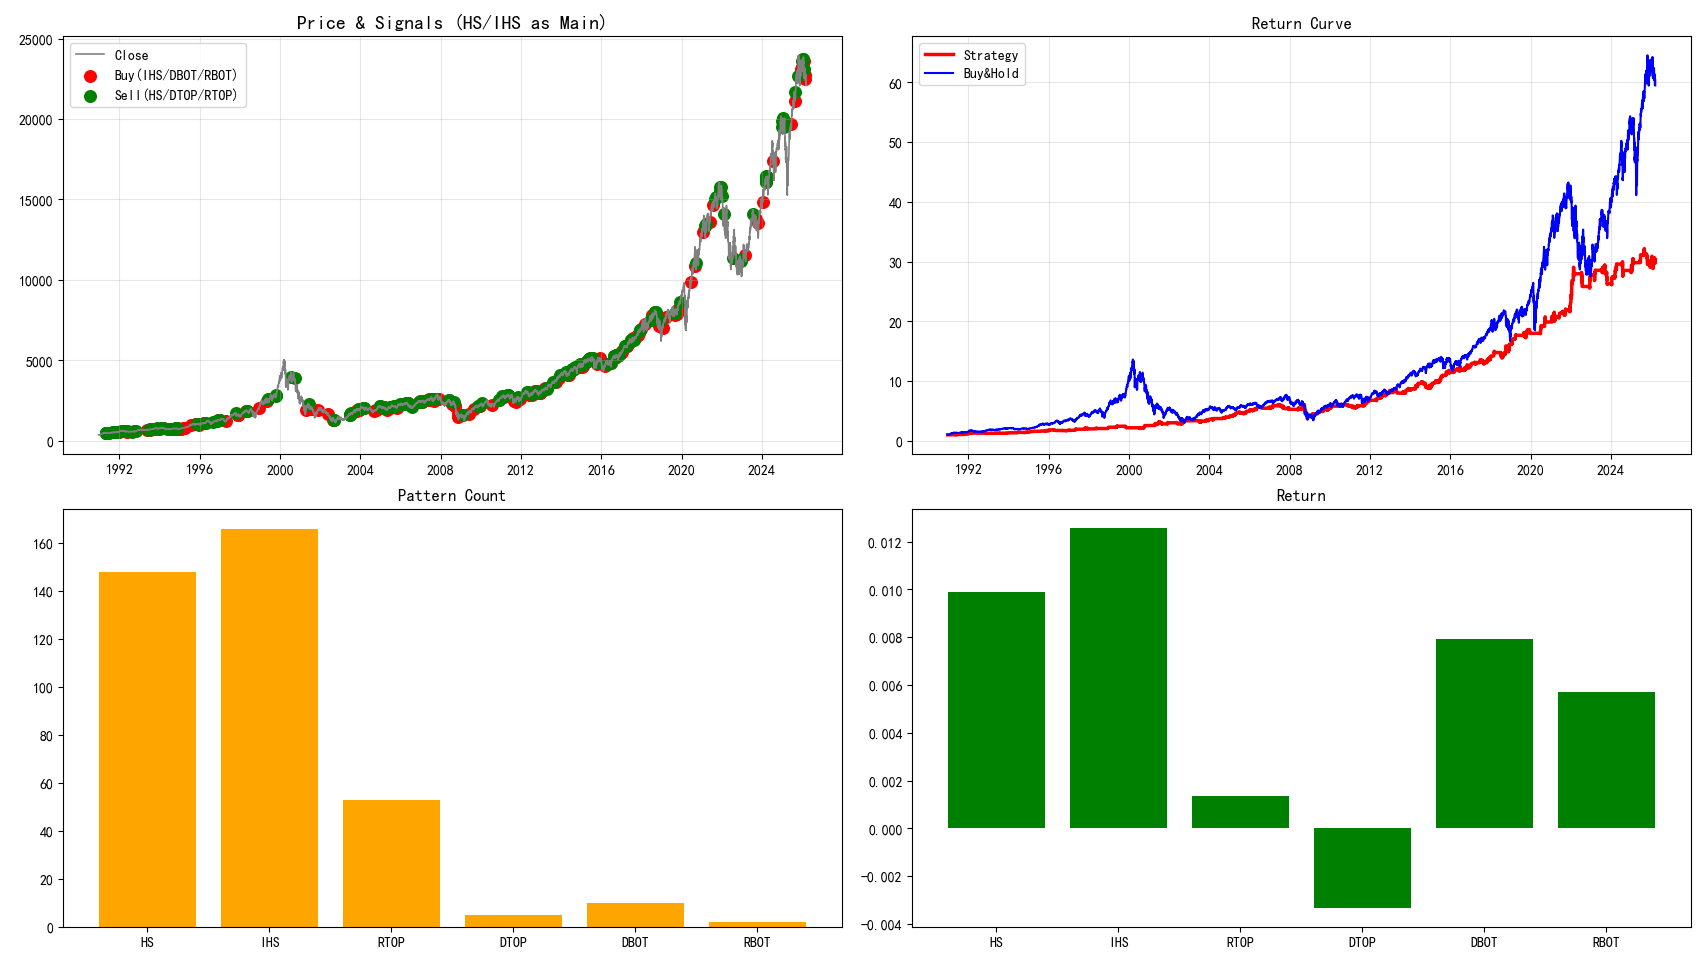 Price & Signals (HS/IHS as Main)
25000
20000
15000
10000
5000
0
Close
Buy(IHS/DBOT/RBOT)
Sell(HS/DTOP/RTOP)
1992 1996 2000 2004 2008 2012 2016 2020 2024
Return Curve
60
50
40
30
20
10
0
Strategy
Buy&Hold
1992 1996 2000 2004 2008 2012 2016 2020 2024
Pattern Count
160
140
120
100
80
60
40
20
0
HS IHS RTOP DTOP DBOT RBOT
Return
0.012
0.010
0.008
0.006
0.004
0.002
0.000
−0.002
−0.004
HS IHS RTOP DTOP DBOT RBOT